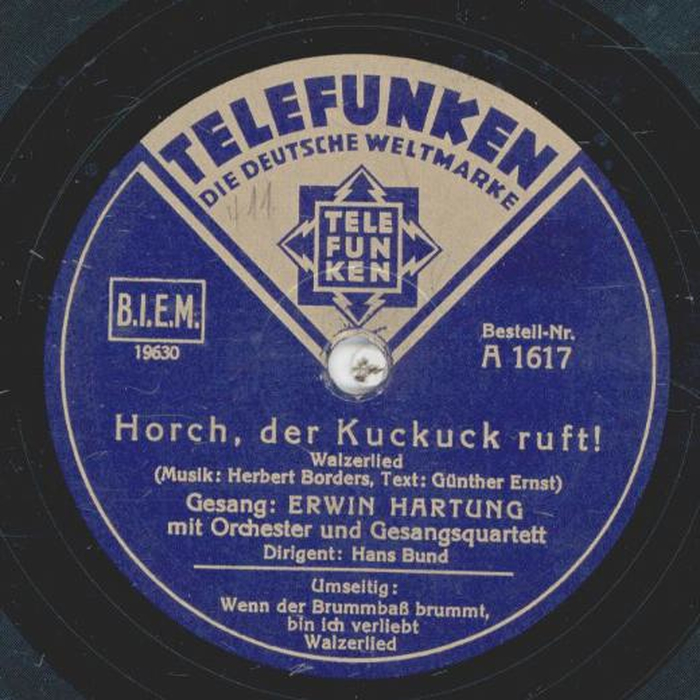 TELEFUNKEN
DIE DEUTSCHE WELTMARKE
411
TELE
FUN
KEN
B.I.E.M.
19630
Bestell-Nr.
A 1617
Horch, der Kuckuck ruft!
Walzerlied
(Musik: Herbert Borders, Text: Günther Ernst)
Gesang: ERWIN HARTUNG
mit Orchester und Gesangsquartett
Dirigent: Hans Bund
Umseitig:
Wenn der Brummbaß brummt,
bin ich verliebt
Walzerlied